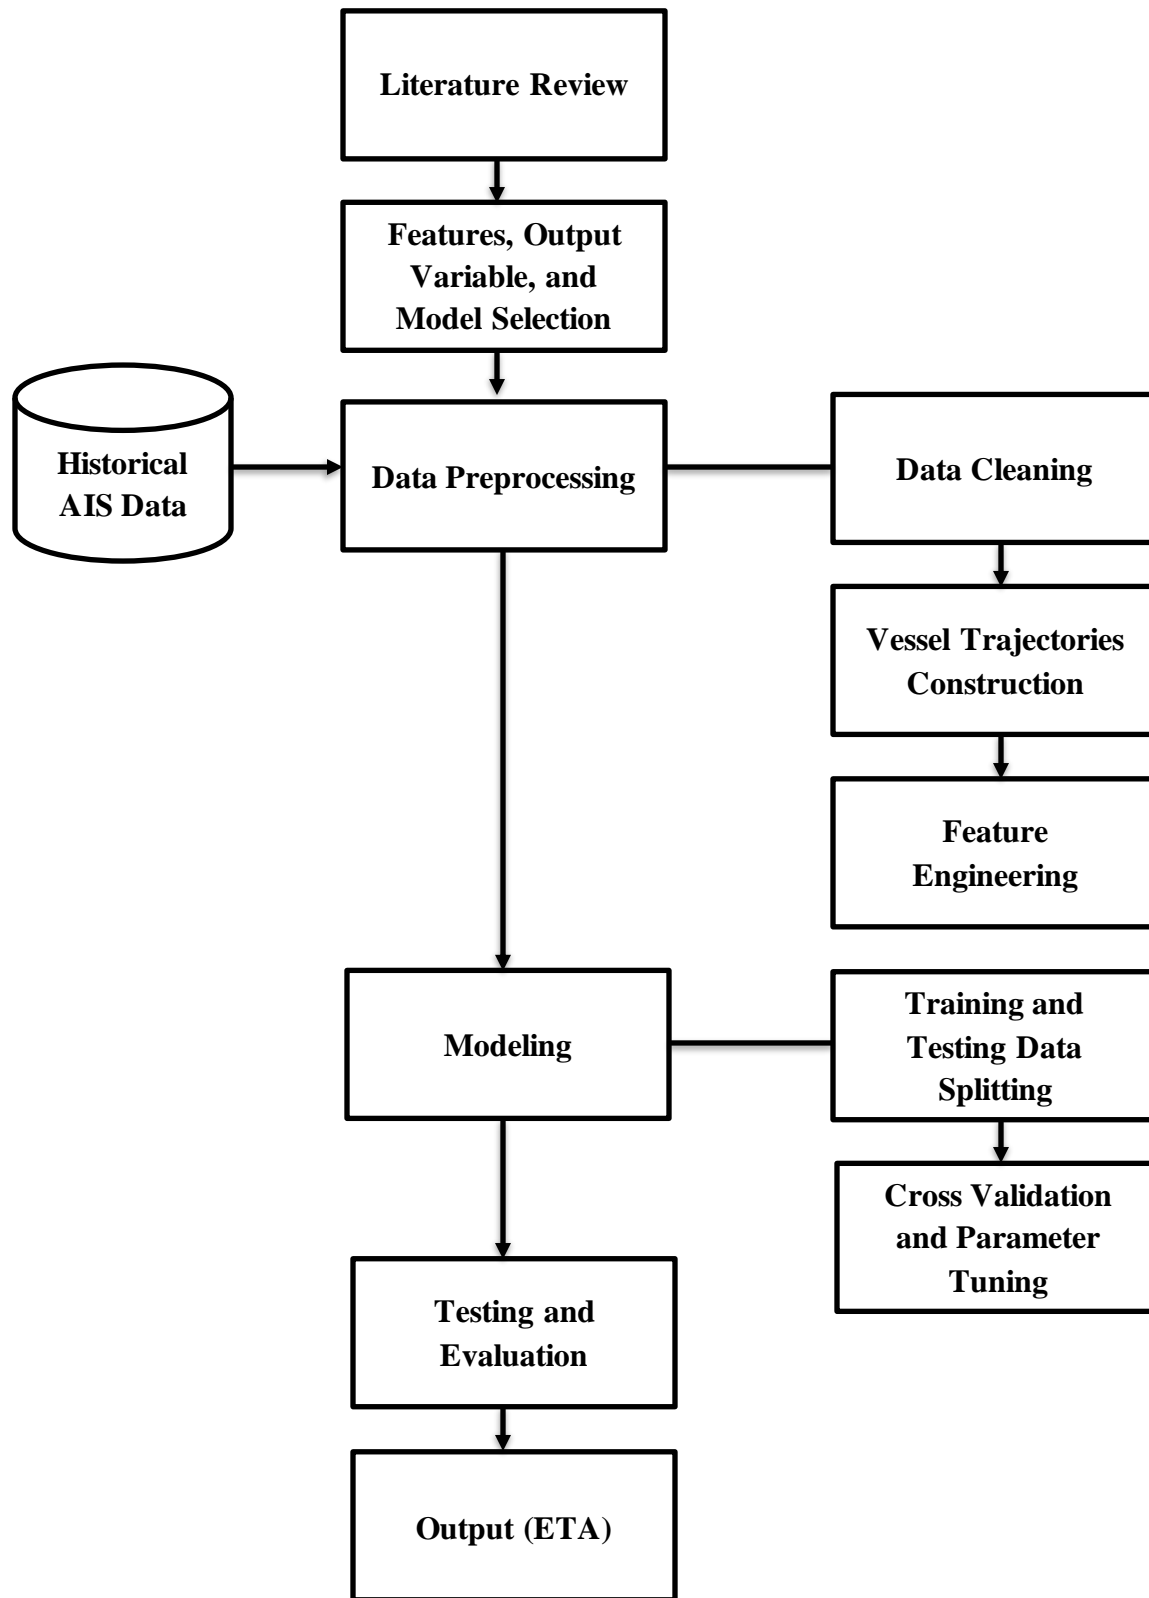 Literature Review
Features, Output
Variable, and
Model Selection
Historical
AIS Data
Data Preprocessing
Data Cleaning
Vessel Trajectories
Construction
Feature
Engineering
Modeling
Training and
Testing Data
Splitting
Cross Validation
and Parameter
Tuning
Testing and
Evaluation
Output (ETA)